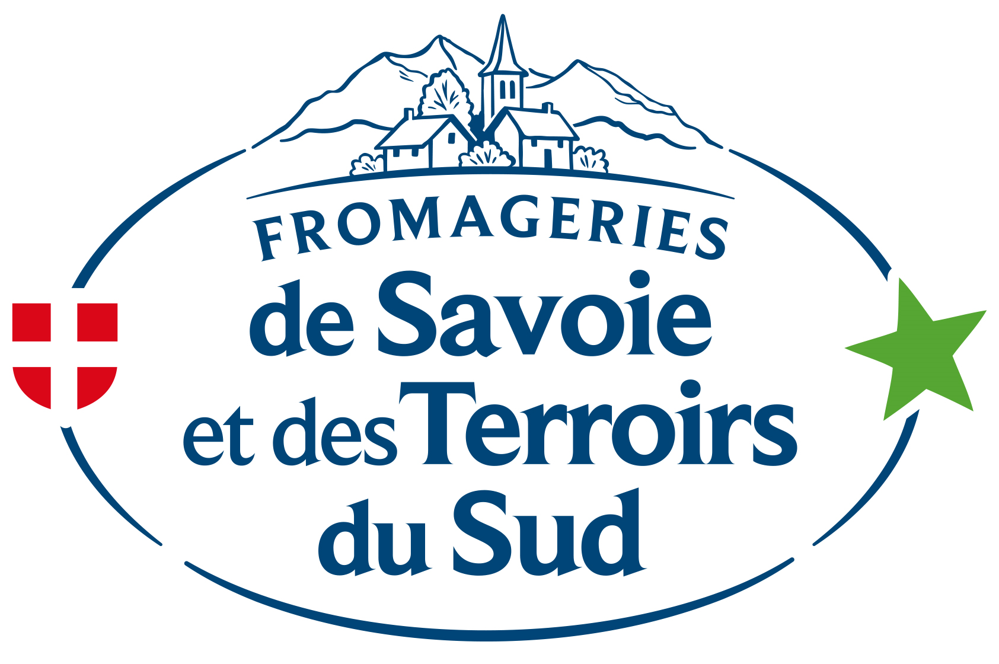 FROMAGERIES
de Savoie
et des Terroirs
du Sud